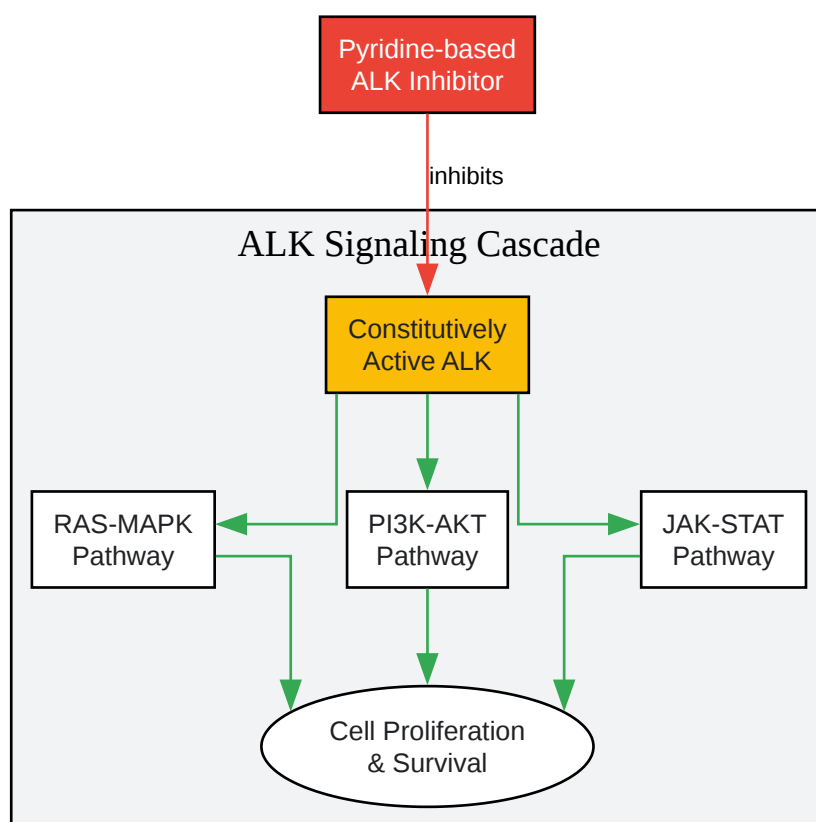 Pyridine-based
ALK Inhibitor
inhibits
ALK Signaling Cascade
Constitutively
Active ALK
RAS-MAPK
Pathway
PI3K-AKT
Pathway
JAK-STAT
Pathway
Cell Proliferation
& Survival